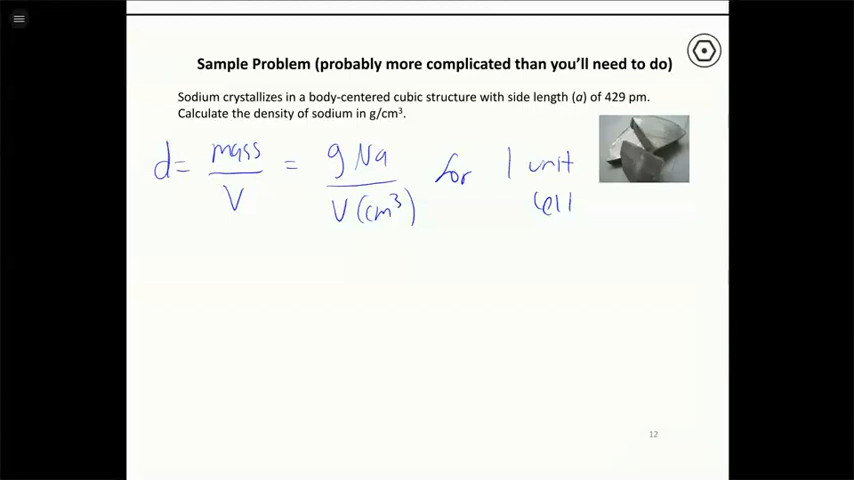 Sample Problem (probably more complicated than you'll need to do)
Sodium crystallizes in a body-centered cubic structure with side length (a) of 429 pm.
Calculate the density of sodium in g/cm³.
d = mass / V = g Na / V (cm³) for 1 unit cell
12